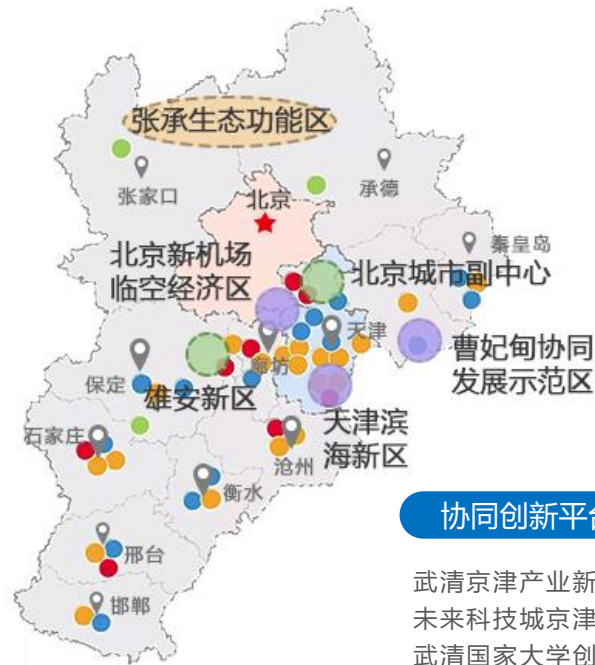 张承生态功能区
张家口
承德
北京
秦皇岛
北京新机场
临空经济区
北京城市副中心
天津
廊坊
曹妃甸协同
发展示范区
保定
雄安新区
天津滨
海新区
石家庄
沧州
衡水
协同创新平台
邢台
武清京津产业新
邯郸
未来科技城京津
武清国家大学创